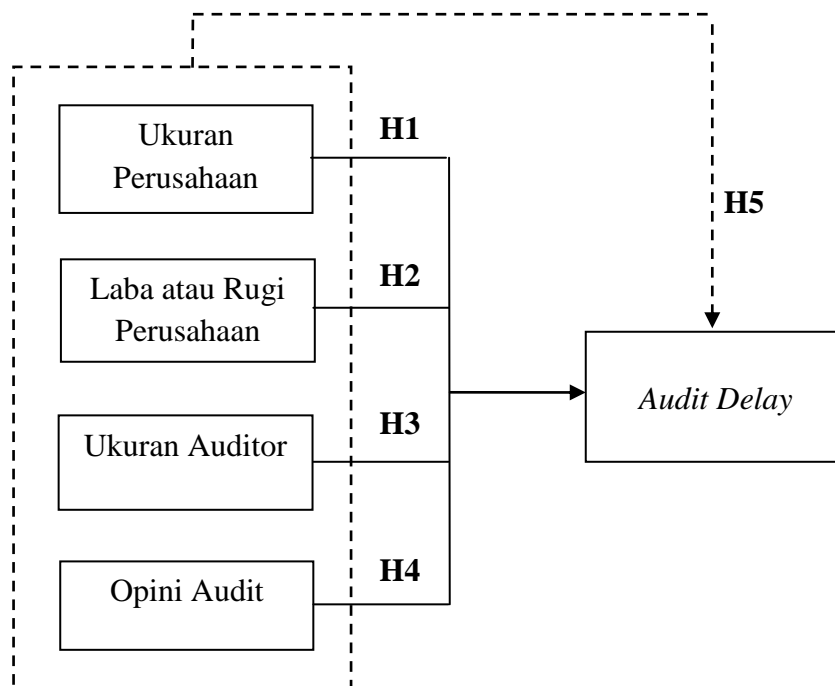 H1
Ukuran
Perusahaan
H5
H2
Laba atau Rugi
Perusahaan
Audit Delay
H3
Ukuran Auditor
H4
Opini Audit